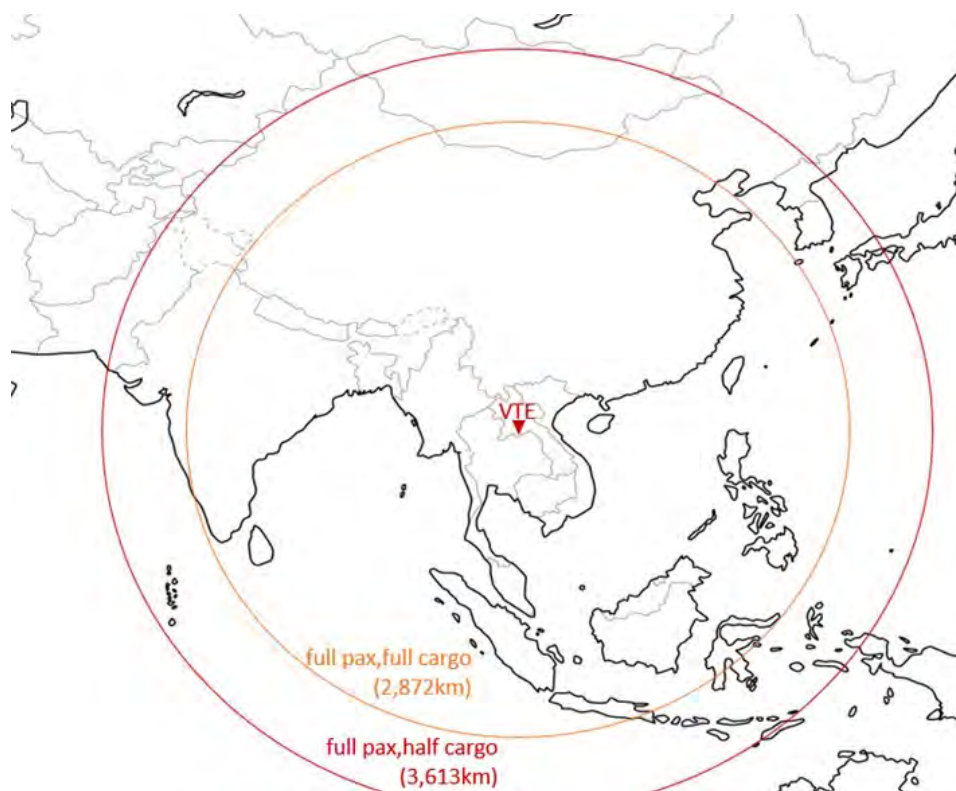 VTE
full pax,full cargo
(2,872km)
full pax,half cargo
(3,613km)